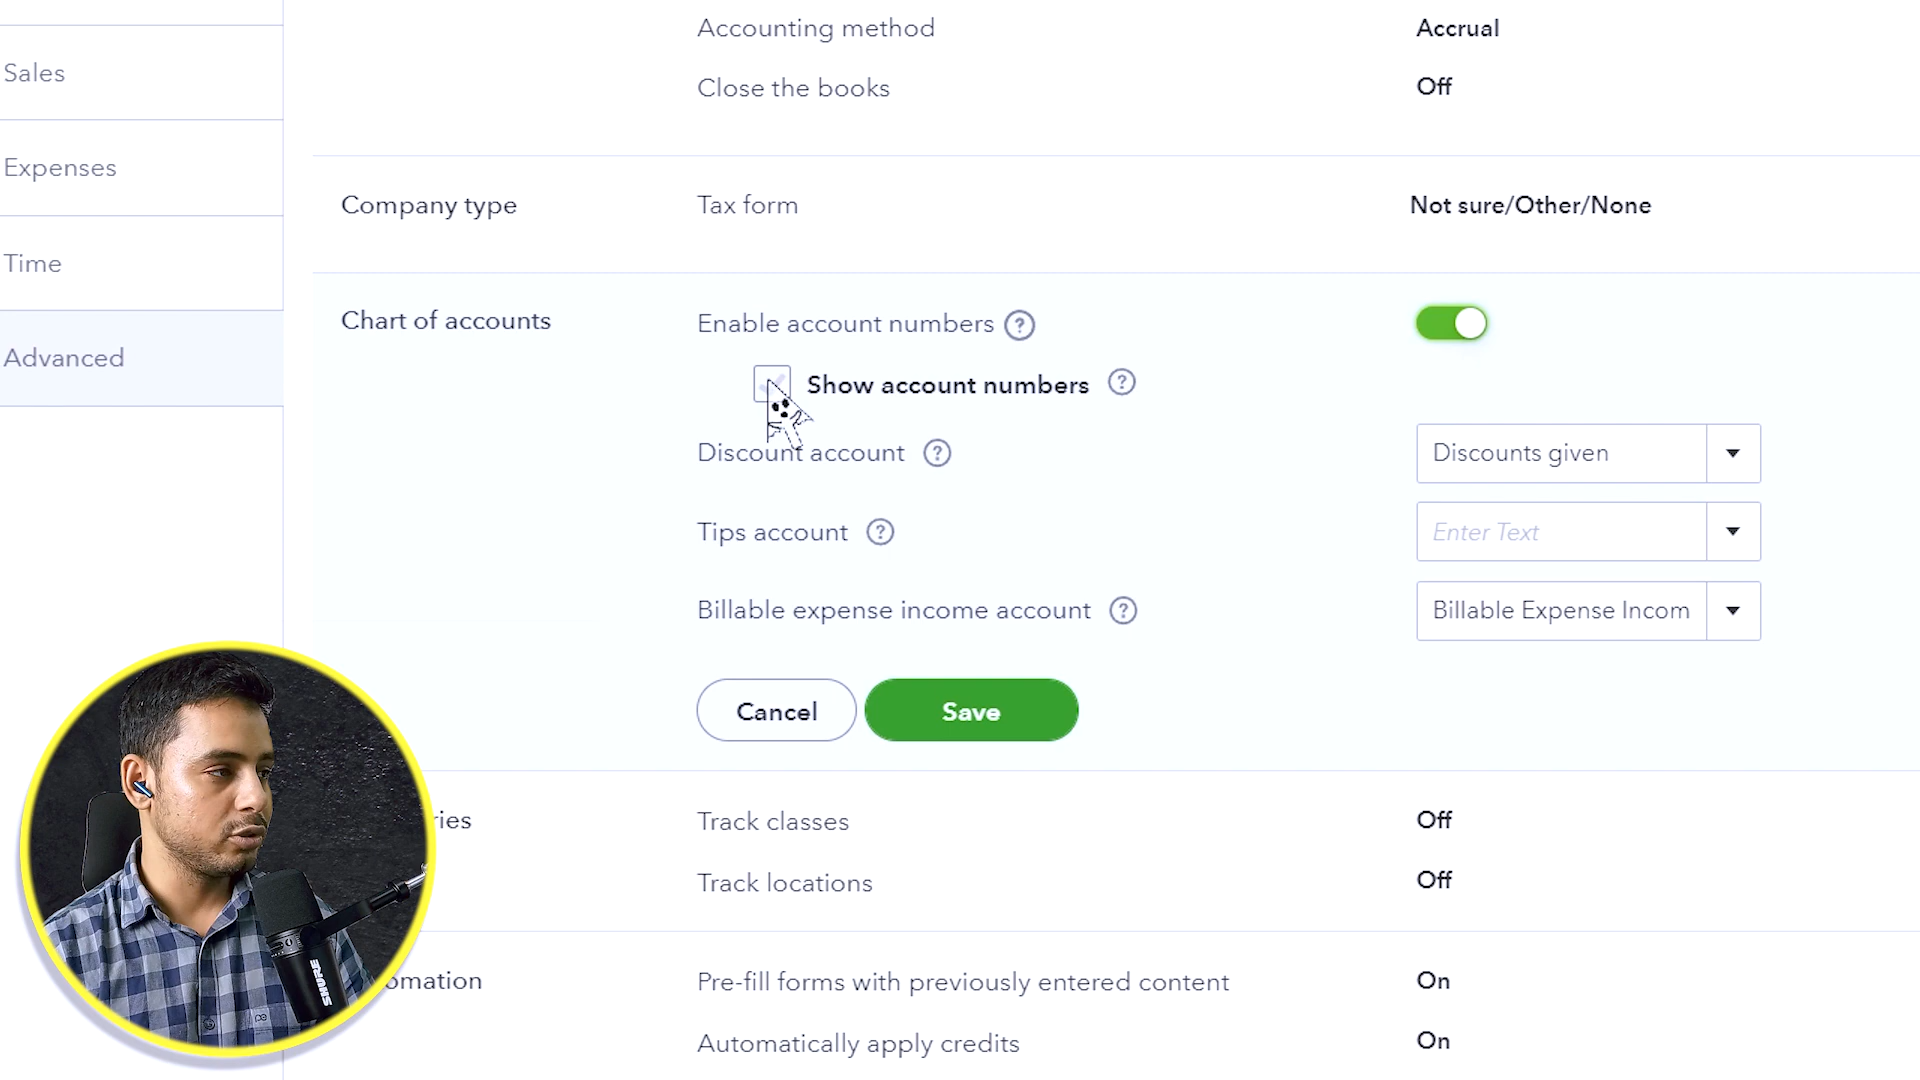 Accounting method Accrual
Sales
Close the books Off
Expenses
Company type Tax form Not sure/Other/None
Time
Chart of accounts Enable account numbers ? 
Advanced
Show account numbers ?
Discount account ? Discounts given
Tips account ? Enter Text
Billable expense income account ? Billable Expense Incom
Cancel Save
ries Track classes Off
Track locations Off
omation Pre-fill forms with previously entered content On
Automatically apply credits On
SHURE